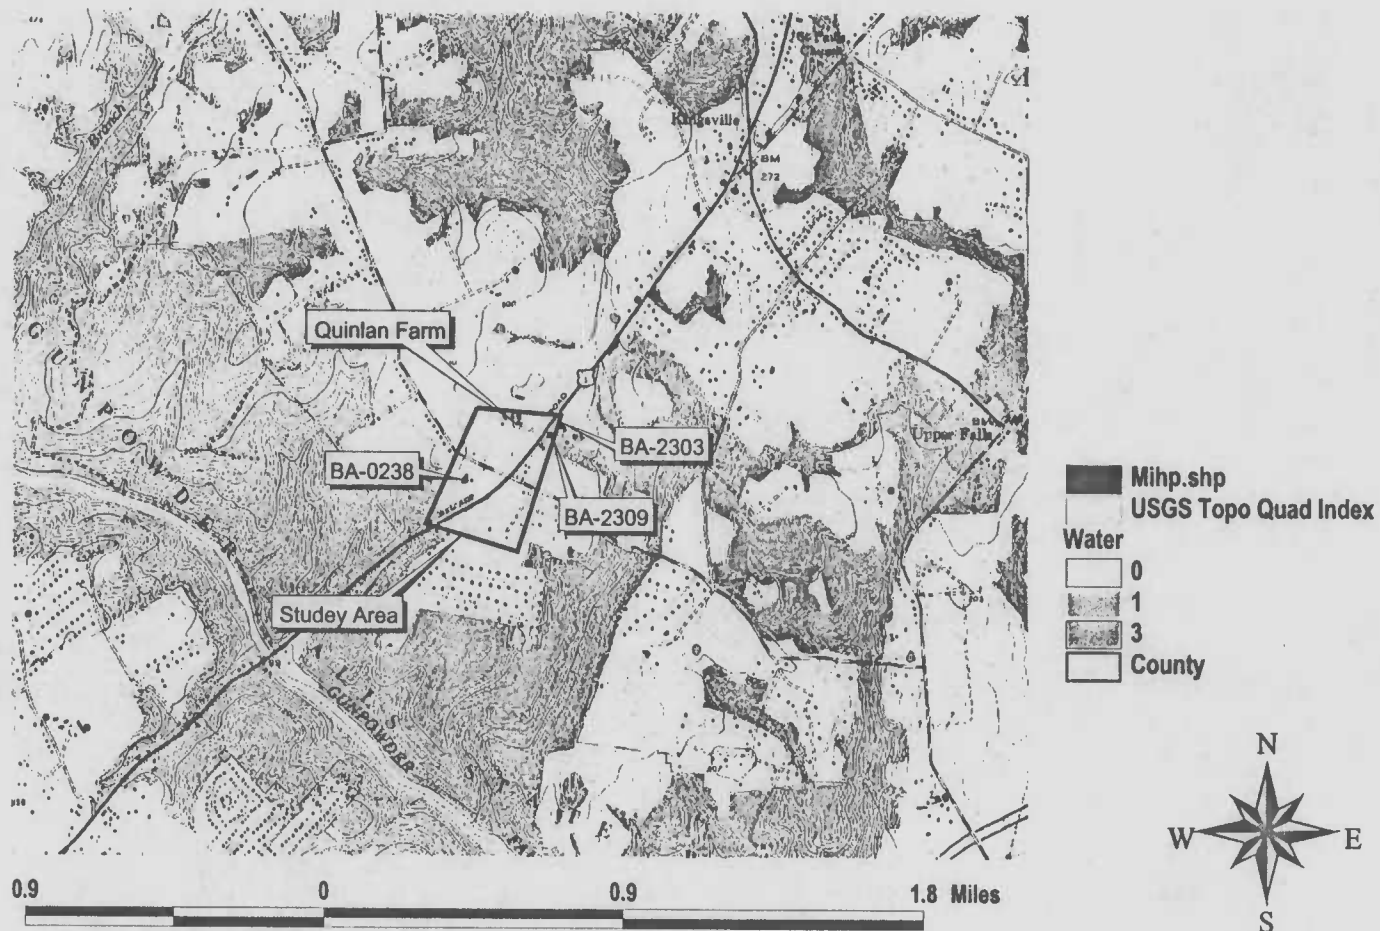 Branch
Kingsville
BM
272
GUNPOWDER
Quinlan Farm
BA-2303
Upper Falls
BA-0238
BA-2309
Studey Area
GUNPOWDER
Mihp.shp
USGS Topo Quad Index
Water
0
1
3
County
N
W E
S
0.9 0 0.9 1.8 Miles